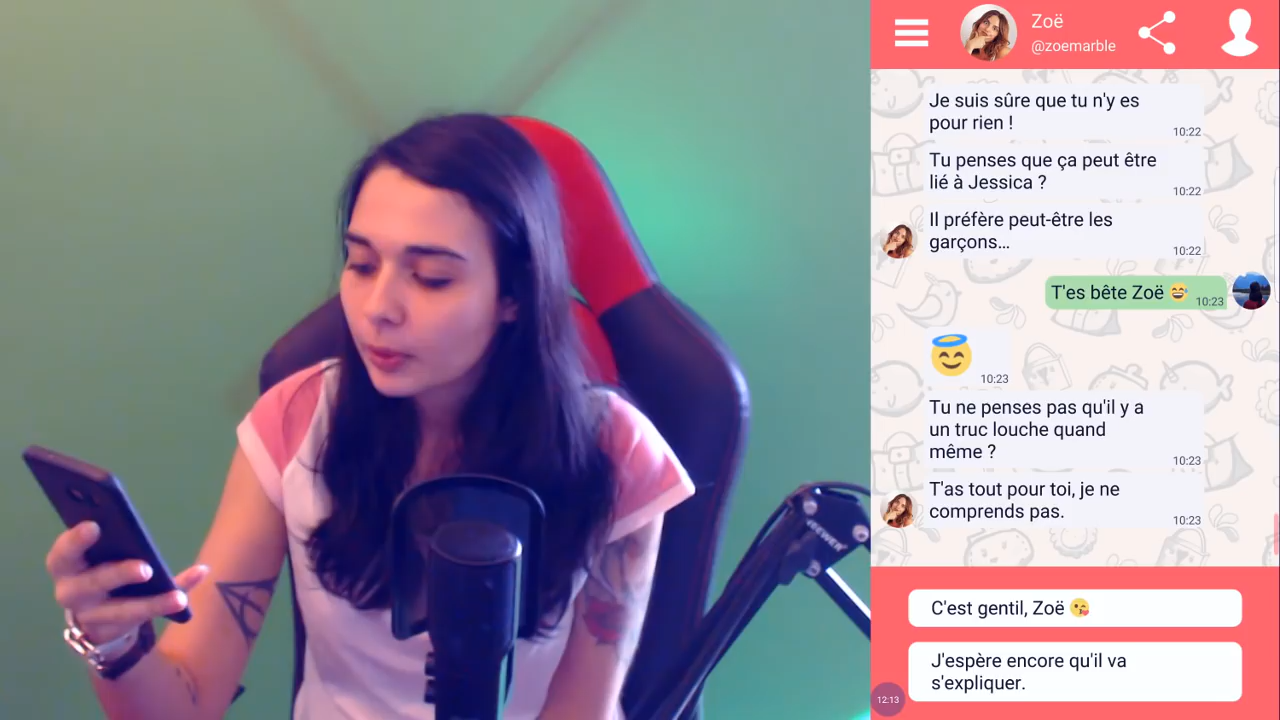 Zoë
@zoemarble
Je suis sûre que tu n'y es
pour rien !
10:22
Tu penses que ça peut être
lié à Jessica ?
10:22
Il préfère peut-être les
garçons...
10:22
T'es bête Zoë 😅
10:23
😇
10:23
Tu ne penses pas qu'il y a
un truc louche quand
même ?
10:23
T'as tout pour toi, je ne
comprends pas.
10:23
NEEWER
C'est gentil, Zoë 😘
J'espère encore qu'il va
s'expliquer.
12:13